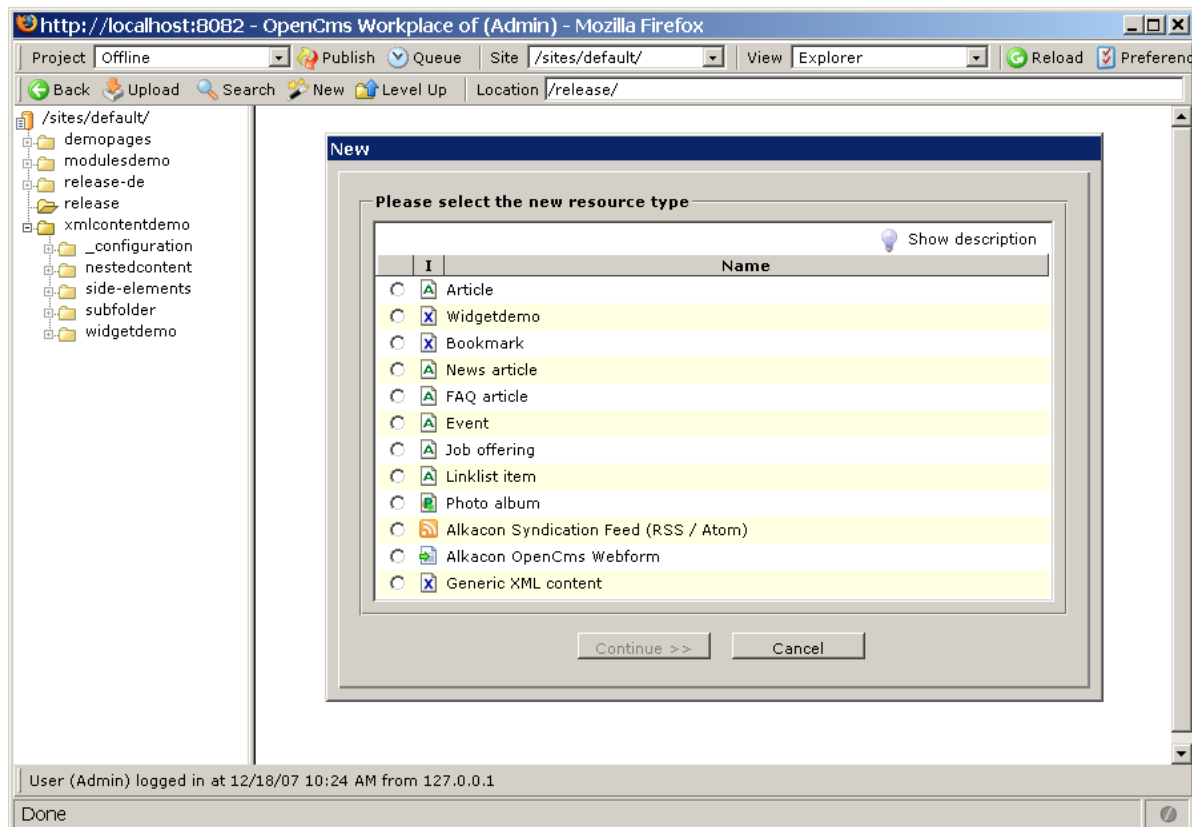 http://localhost:8082 - OpenCms Workplace of (Admin) - Mozilla Firefox
Project Offline Publish Queue Site /sites/default/ View Explorer Reload Preferenc
Back Upload Search New Level Up Location /release/
/sites/default/
demopages
modulesdemo
release-de
release
xmlcontentdemo
_configuration
nestedcontent
side-elements
subfolder
widgetdemo
New
Please select the new resource type
Show description
I Name
Article
Widgetdemo
Bookmark
News article
FAQ article
Event
Job offering
Linklist item
Photo album
Alkacon Syndication Feed (RSS / Atom)
Alkacon OpenCms Webform
Generic XML content
Continue >> Cancel
User (Admin) logged in at 12/18/07 10:24 AM from 127.0.0.1
Done